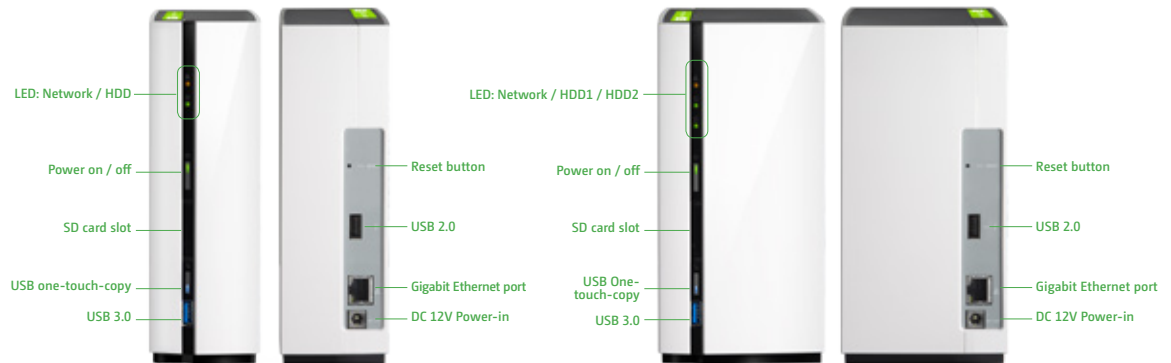 LED: Network / HDD
Power on / off
SD card slot
USB one-touch-copy
USB 3.0
Reset button
USB 2.0
Gigabit Ethernet port
DC 12V Power-in
LED: Network / HDD1 / HDD2
Power on / off
SD card slot
USB One-
touch-copy
USB 3.0
Reset button
USB 2.0
Gigabit Ethernet port
DC 12V Power-in